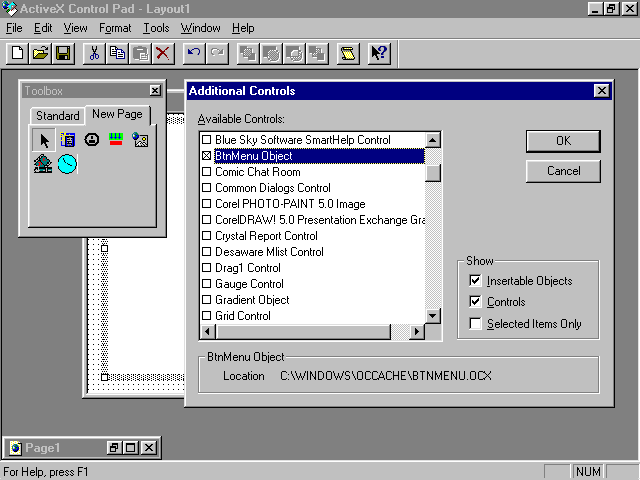 ActiveX Control Pad - Layout1
File Edit View Format Tools Window Help
Toolbox
Standard New Page
Additional Controls
Available Controls:
Blue Sky Software SmartHelp Control
BtnMenu Object
Comic Chat Room
Common Dialogs Control
Corel PHOTO-PAINT 5.0 Image
CorelDRAW! 5.0 Presentation Exchange Gra
Crystal Report Control
Desaware Mlist Control
Drag1 Control
Gauge Control
Gradient Object
Grid Control
OK
Cancel
Show
Insertable Objects
Controls
Selected Items Only
BtnMenu Object
Location C:\WINDOWS\OCCACHE\BTNMENU.OCX
Page1
For Help, press F1
NUM